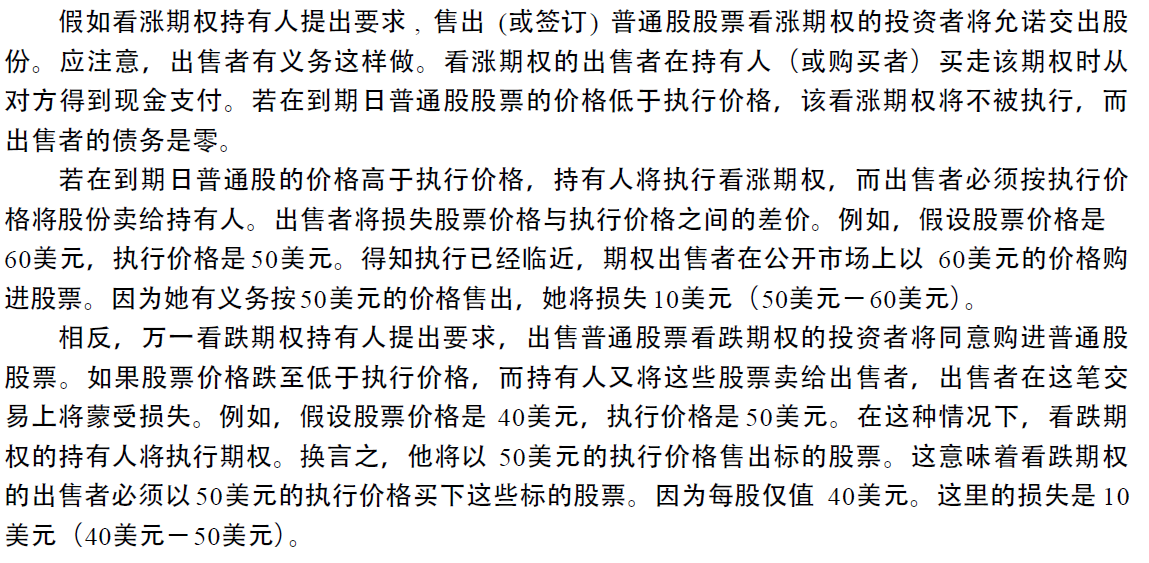 假如看涨期权持有人提出要求，售出（或签订）普通股股票看涨期权的投资者将允诺交出股
份。应注意，出售者有义务这样做。看涨期权的出售者在持有人（或购买者）买走该期权时从
对方得到现金支付。若在到期日普通股股票的价格低于执行价格，该看涨期权将不被执行，而
出售者的债务是零。
若在到期日普通股的价格高于执行价格，持有人将执行看涨期权，而出售者必须按执行价
格将股份卖给持有人。出售者将损失股票价格与执行价格之间的差价。例如，假设股票价格是
60美元，执行价格是50美元。得知执行已经临近，期权出售者在公开市场上以 60美元的价格购
进股票。因为她有义务按50美元的价格售出，她将损失10美元（50美元－60美元）。
相反，万一看跌期权持有人提出要求，出售普通股票看跌期权的投资者将同意购进普通股
股票。如果股票价格跌至低于执行价格，而持有人又将这些股票卖给出售者，出售者在这笔交
易上将蒙受损失。例如，假设股票价格是 40美元，执行价格是50美元。在这种情况下，看跌期
权的持有人将执行期权。换言之，他将以 50美元的执行价格售出标的股票。这意味着看跌期权
的出售者必须以50美元的执行价格买下这些标的股票。因为每股仅值 40美元。这里的损失是10
美元（40美元－50美元）。